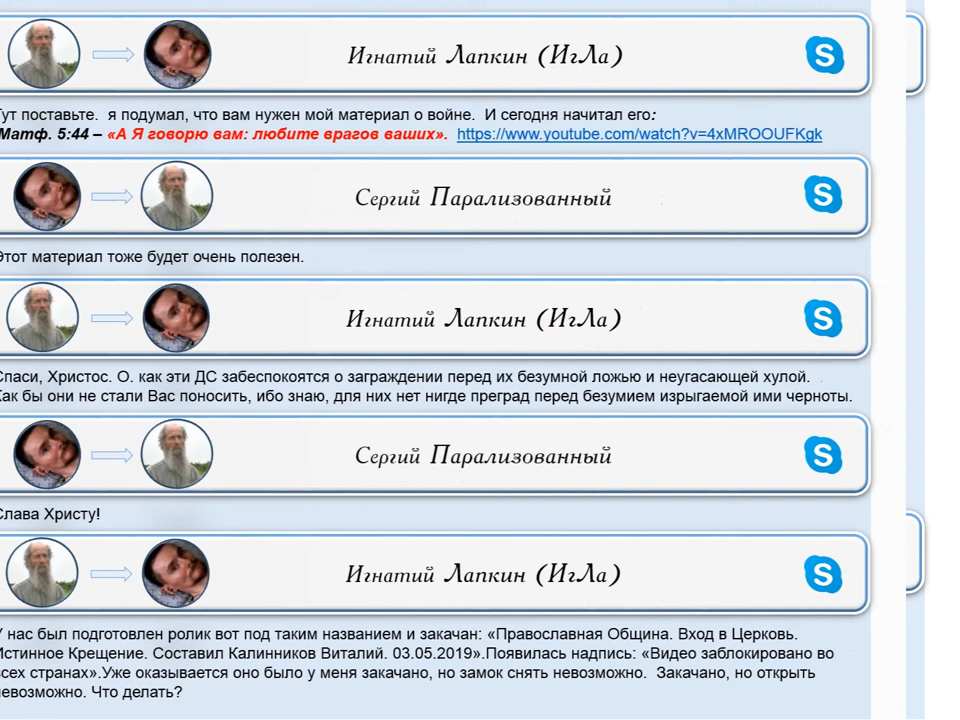 Игнатий Лапкин (ИгЛа)
Тут поставьте. я подумал, что вам нужен мой материал о войне. И сегодня начитал его:
Матф. 5:44 – «А Я говорю вам: любите врагов ваших». https://www.youtube.com/watch?v=4xMROOUFKgk
Сергий Парализованный
Этот материал тоже будет очень полезен.
Игнатий Лапкин (ИгЛа)
Спаси, Христос. О. как эти ДС забеспокоятся о заграждении перед их безумной ложью и неугасающей хулой.
Как бы они не стали Вас поносить, ибо знаю, для них нет нигде преград перед безумием изрыгаемой ими черноты.
Сергий Парализованный
Слава Христу!
Игнатий Лапкин (ИгЛа)
У нас был подготовлен ролик вот под таким названием и закачан: «Православная Община. Вход в Церковь.
Истинное Крещение. Составил Калинников Виталий. 03.05.2019».Появилась надпись: «Видео заблокировано во
всех странах».Уже оказывается оно было у меня закачано, но замок снять невозможно. Закачано, но открыть
невозможно. Что делать?